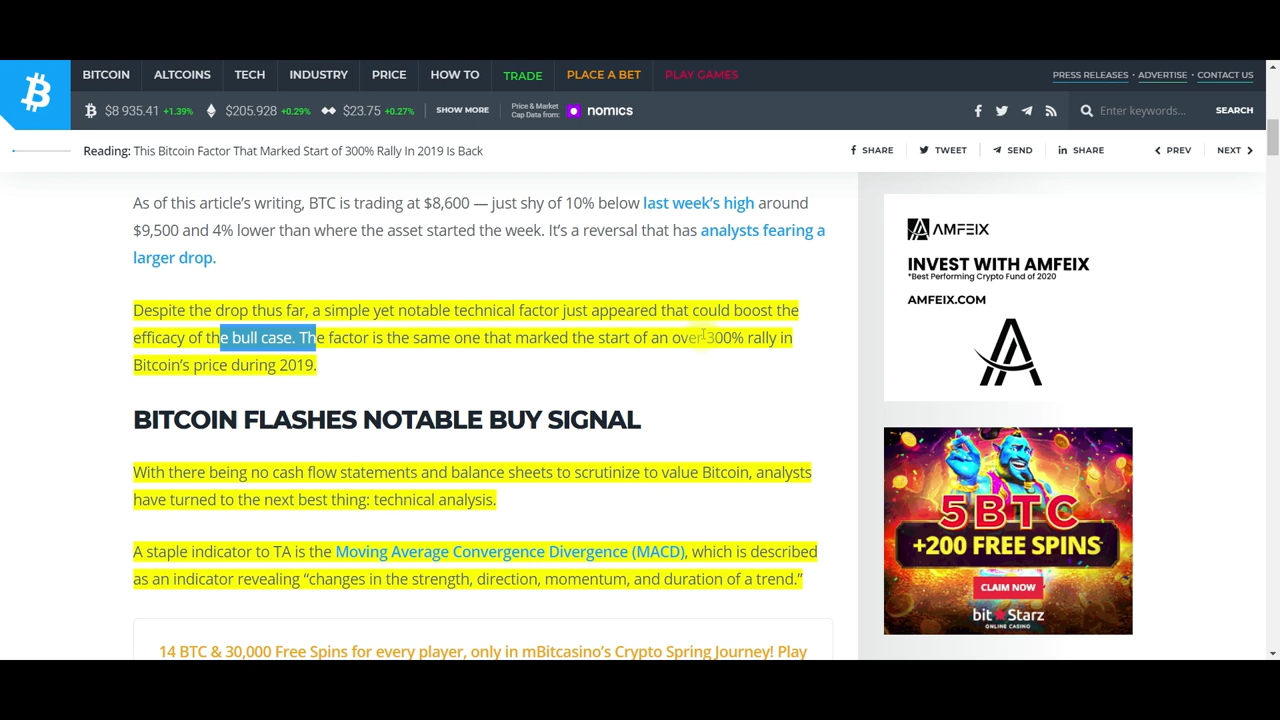 BITCOIN ALTCOINS TECH INDUSTRY PRICE HOW TO TRADE PLACE A BET PLAY GAMES PRESS RELEASES • ADVERTISE • CONTACT US
$8 935.41 +1.39% $205.928 +0.29% $23.75 +0.27% SHOW MORE Price & Market Cap Data from: nomics Enter keywords... SEARCH
Reading: This Bitcoin Factor That Marked Start of 300% Rally In 2019 Is Back SHARE TWEET SEND SHARE PREV NEXT
As of this article’s writing, BTC is trading at $8,600 — just shy of 10% below last week’s high around
$9,500 and 4% lower than where the asset started the week. It’s a reversal that has analysts fearing a
larger drop.
Despite the drop thus far, a simple yet notable technical factor just appeared that could boost the
efficacy of the bull case. The factor is the same one that marked the start of an over-300% rally in
Bitcoin’s price during 2019.
BITCOIN FLASHES NOTABLE BUY SIGNAL
With there being no cash flow statements and balance sheets to scrutinize to value Bitcoin, analysts
have turned to the next best thing: technical analysis.
A staple indicator to TA is the Moving Average Convergence Divergence (MACD), which is described
as an indicator revealing “changes in the strength, direction, momentum, and duration of a trend.”
14 BTC & 30,000 Free Spins for every player, only in mBitcasino’s Crypto Spring Journey! Play
AMFEIX
INVEST WITH AMFEIX
*Best Performing Crypto Fund of 2020
AMFEIX.COM
5BTC
+200 FREE SPINS
CLAIM NOW
bitStarz
ONLINE CASINO